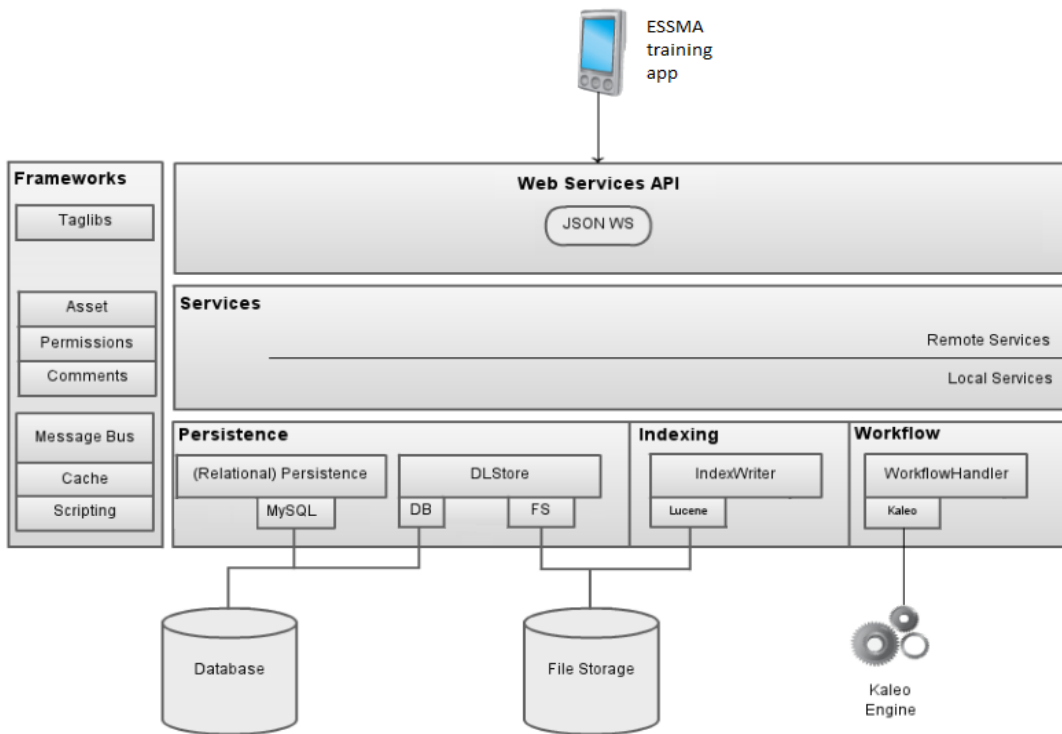 ESSMA
training
app
Frameworks
Taglibs
Asset
Permissions
Comments
Message Bus
Cache
Scripting
Web Services API
JSON WS
Services
Remote Services
Local Services
Persistence
(Relational) Persistence
MySQL
DLStore
DB
FS
Indexing
IndexWriter
Lucene
Workflow
WorkflowHandler
Kaleo
Database
File Storage
Kaleo
Engine